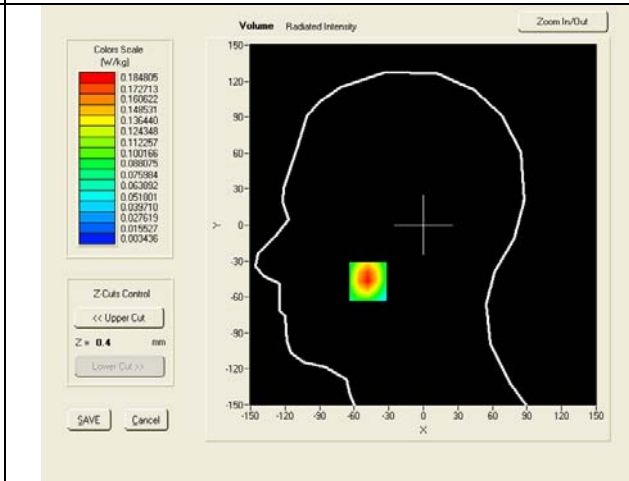 Volume Radiated Intensity
Zoom In/Out
Colors Scale
(W/kg)
0.184805
0.172713
0.160622
0.148531
0.136440
0.124348
0.112257
0.100166
0.088075
0.075984
0.063892
0.051801
0.039710
0.027619
0.015527
0.003436
Z-Cuts Control
<< Upper Cut
Z = 0.4 mm
Lower Cut >>
SAVE Cancel
150
120
90
60
30
0
-30
-60
-90
-120
-150
Y
-150 -120 -90 -60 -30 0 30 60 90 120 150
X